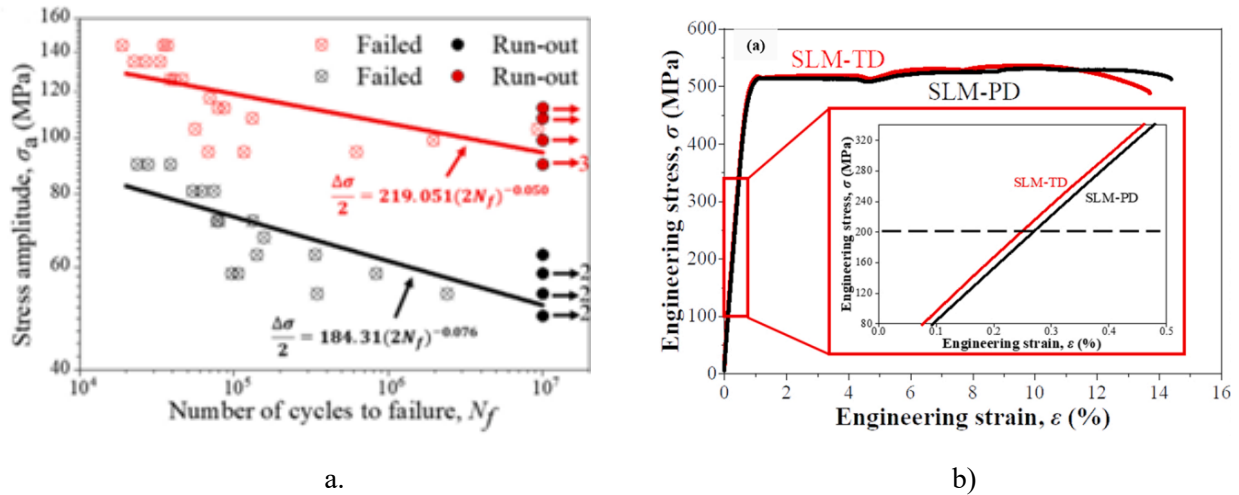 160
140
120
100
80
60
40
Stress amplitude, σa (MPa)
Failed Run-out
Failed Run-out
3
Δσ/2 = 219.051(2Nf)^−0.050
2
2
2
Δσ/2 = 184.31(2Nf)^−0.076
10^4 10^5 10^6 10^7
Number of cycles to failure, Nf
a.
600
500
400
300
200
100
0
Engineering stress, σ (MPa)
(a)
SLM-TD
SLM-PD
320
280
240
200
160
120
80
Engineering stress, σ (MPa)
SLM-TD
SLM-PD
0.0 0.1 0.2 0.3 0.4 0.5
Engineering strain, ε (%)
0 2 4 6 8 10 12 14 16
Engineering strain, ε (%)
b)